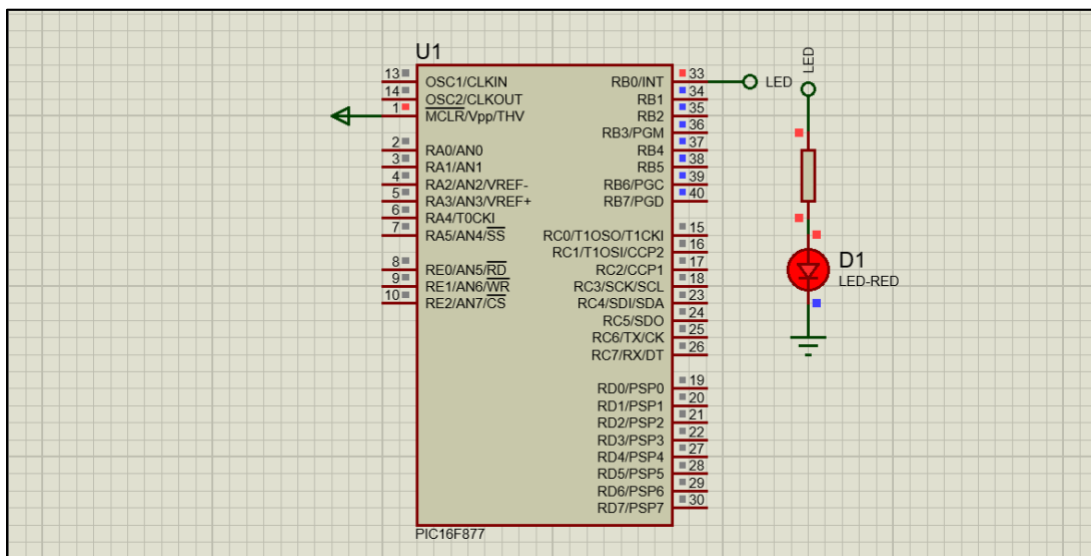 U1
13
OSC1/CLKIN
14
OSC2/CLKOUT
1
MCLR/Vpp/THV
2
RA0/AN0
3
RA1/AN1
4
RA2/AN2/VREF-
5
RA3/AN3/VREF+
6
RA4/T0CKI
7
RA5/AN4/SS
8
RE0/AN5/RD
9
RE1/AN6/WR
10
RE2/AN7/CS
RB0/INT
33
RB1
34
RB2
35
RB3/PGM
36
RB4
37
RB5
38
RB6/PGC
39
RB7/PGD
40
RC0/T1OSO/T1CKI
15
RC1/T1OSI/CCP2
16
RC2/CCP1
17
RC3/SCK/SCL
18
RC4/SDI/SDA
23
RC5/SDO
24
RC6/TX/CK
25
RC7/RX/DT
26
RD0/PSP0
19
RD1/PSP1
20
RD2/PSP2
21
RD3/PSP3
22
RD4/PSP4
27
RD5/PSP5
28
RD6/PSP6
29
RD7/PSP7
30
PIC16F877
LED
LED
D1
LED-RED